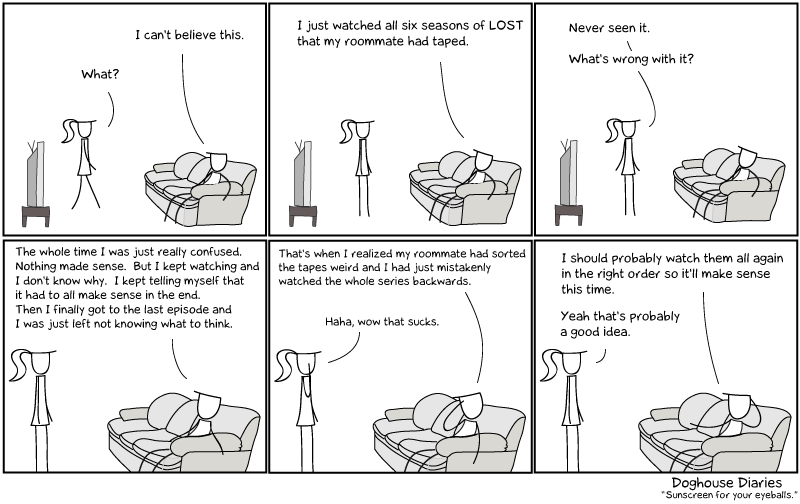 I can't believe this.
What?
I just watched all six seasons of LOST
that my roommate had taped.
Never seen it.
What's wrong with it?
The whole time I was just really confused.
Nothing made sense.  But I kept watching and
I don't know why.  I kept telling myself that
it had to all make sense in the end.
Then I finally got to the last episode and
I was just left not knowing what to think.
That's when I realized my roommate had sorted
the tapes weird and I had just mistakenly
watched the whole series backwards.
Haha, wow that sucks.
I should probably watch them all again
in the right order so it'll make sense
this time.
Yeah that's probably
a good idea.
Doghouse Diaries
"Sunscreen for your eyeballs."